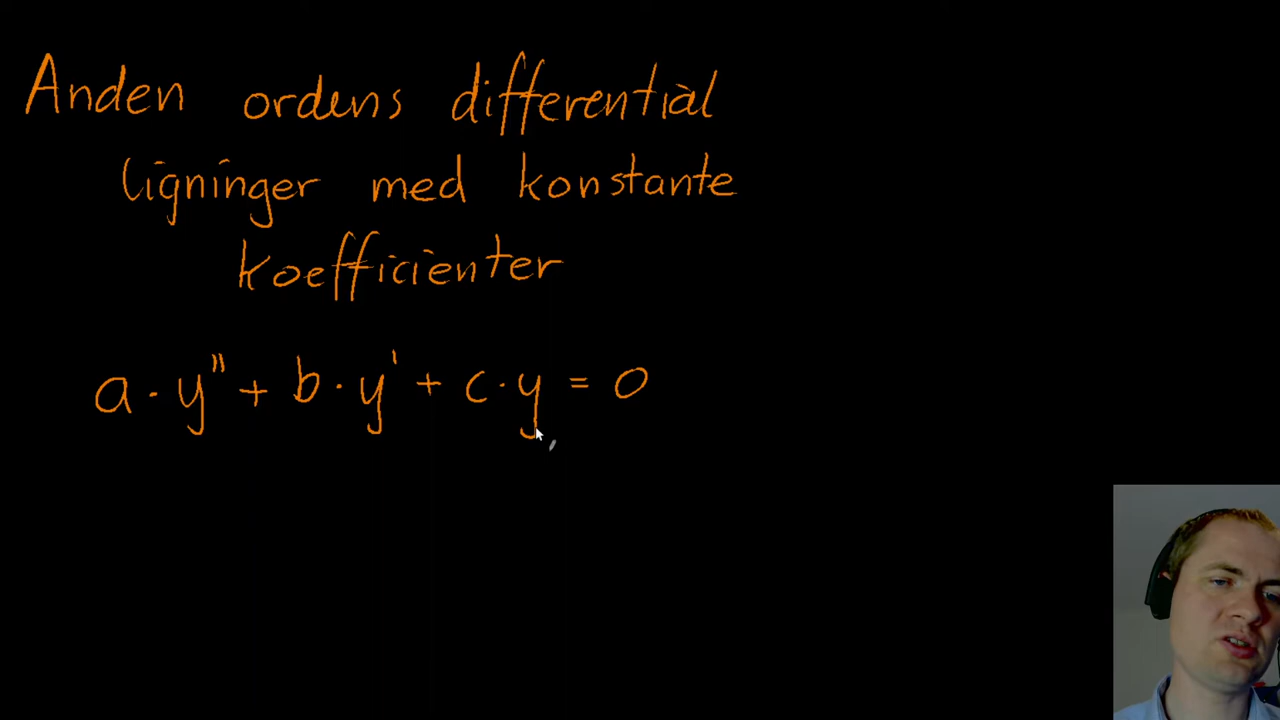 Anden ordens differential
ligninger med konstante
koefficienter
a · y'' + b · y' + c · y = 0